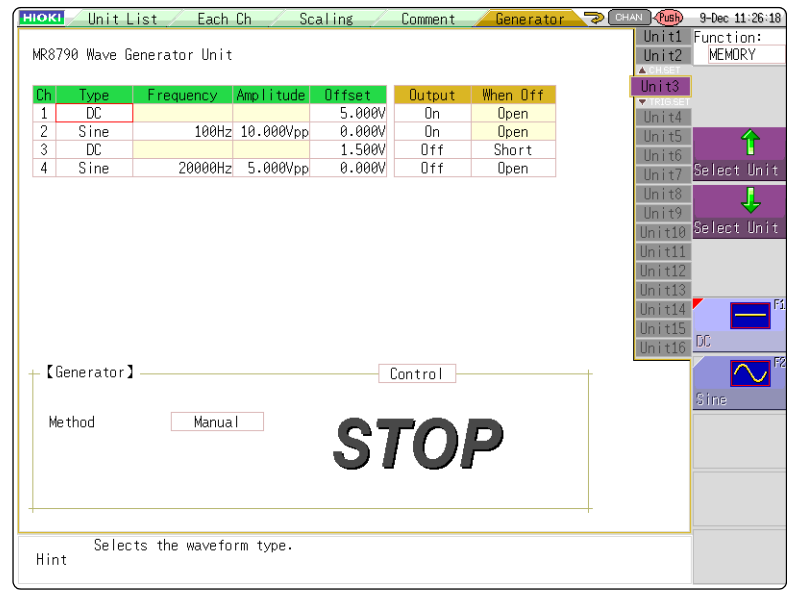 HIOKI Unit List Each Ch Scaling Comment Generator CHAN Push 9-Dec 11:26:18
MR8790 Wave Generator Unit
Ch Type Frequency Amplitude Offset Output When Off
1 DC 5.000V On Open
2 Sine 100Hz 10.000Vpp 0.000V On Open
3 DC 1.500V Off Short
4 Sine 20000Hz 5.000Vpp 0.000V Off Open
【Generator】 Control
Method Manual STOP
Hint Selects the waveform type.
Unit1
Unit2
▲ CH.SET
Unit3
▼ TRIG.SET
Unit4
Unit5
Unit6
Unit7
Unit8
Unit9
Unit10
Unit11
Unit12
Unit13
Unit14
Unit15
Unit16
Function:
MEMORY
Select Unit
Select Unit
F1
DC
F2
Sine